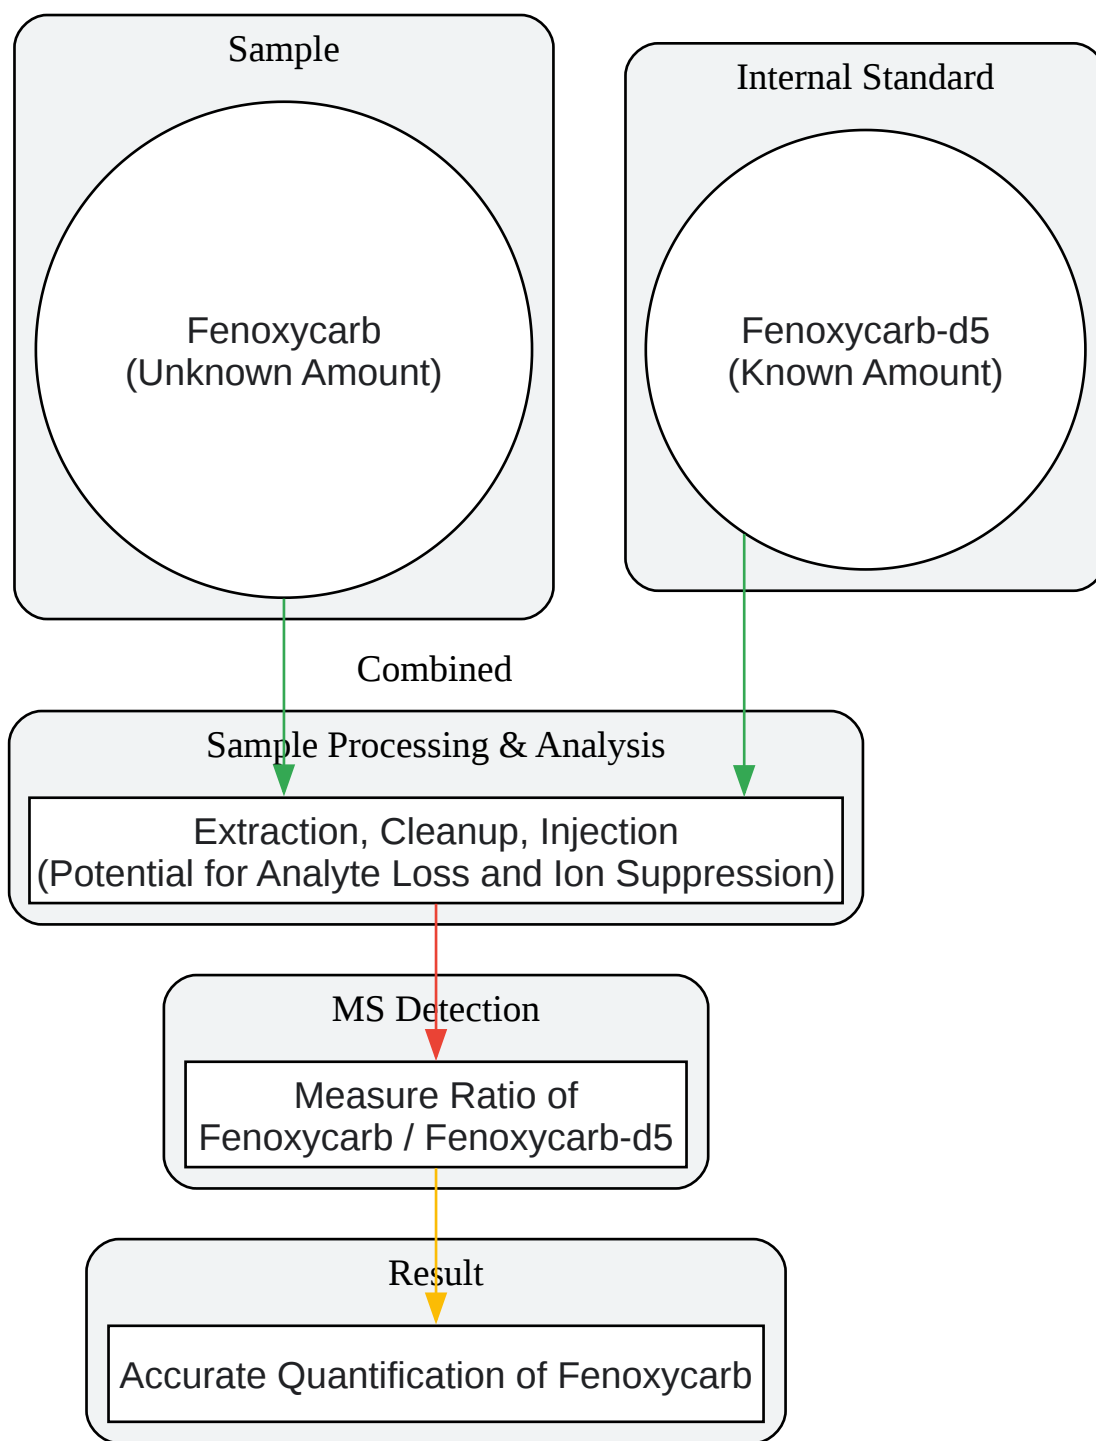 Sample
Internal Standard
Fenoxycarb
(Unknown Amount)
Fenoxycarb-d5
(Known Amount)
Combined
Sample Processing & Analysis
Extraction, Cleanup, Injection
(Potential for Analyte Loss and Ion Suppression)
MS Detection
Measure Ratio of
Fenoxycarb / Fenoxycarb-d5
Result
Accurate Quantification of Fenoxycarb